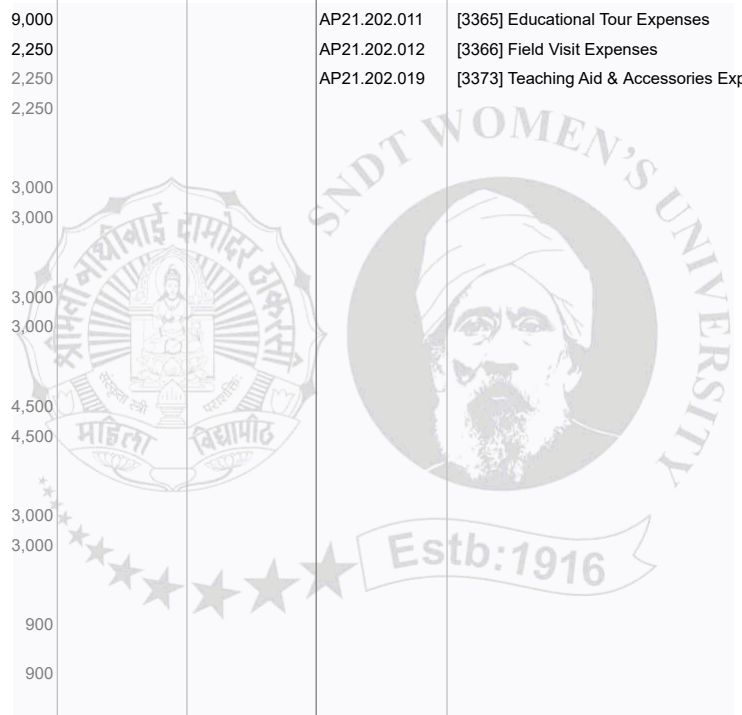 9,000 AP21.202.011 [3365] Educational Tour Expenses
2,250 AP21.202.012 [3366] Field Visit Expenses
2,250 AP21.202.019 [3373] Teaching Aid & Accessories Exp
2,250
SNDT WOMEN'S UNIVERSITY
श्रीमती नाथीबाई दामोदर ठाकरसी
3,000
3,000
3,000
3,000
संस्कृता स्त्री पराशक्तिः
4,500
4,500
महिला विद्यापीठ
3,000
3,000
Estb:1916
900
900